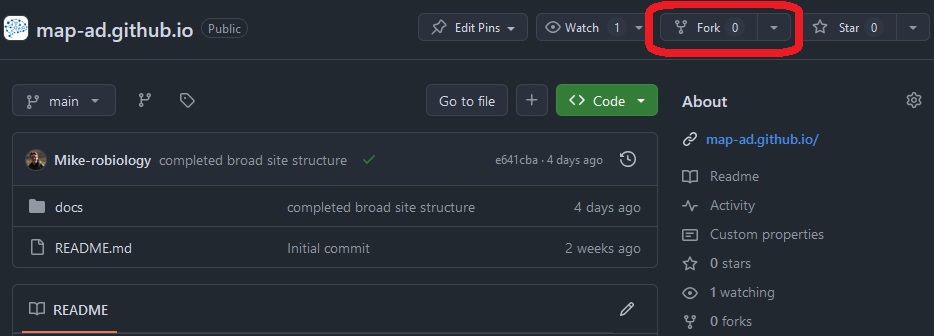 map-ad.github.io Public Edit Pins Watch 1 Fork 0 Star 0
main Go to file Code
Mike-robiology completed broad site structure e641cba · 4 days ago
docs completed broad site structure 4 days ago
README.md Initial commit 2 weeks ago
README
About
map-ad.github.io/
Readme
Activity
Custom properties
0 stars
1 watching
0 forks